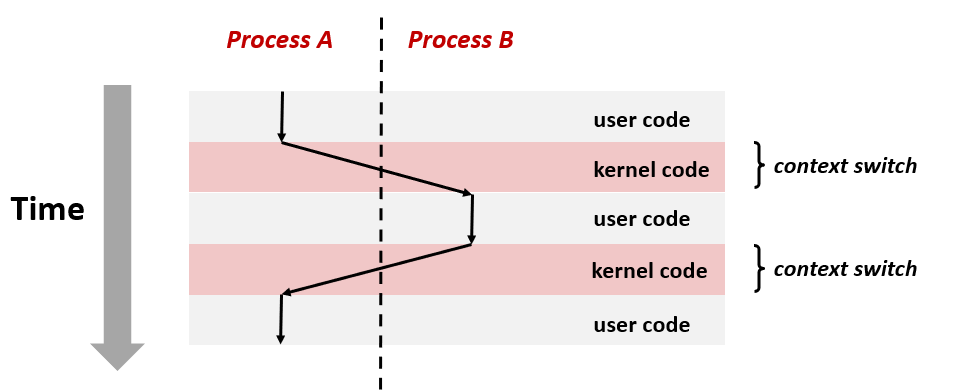 Process A
Process B
user code
kernel code
context switch
Time
user code
kernel code
context switch
user code